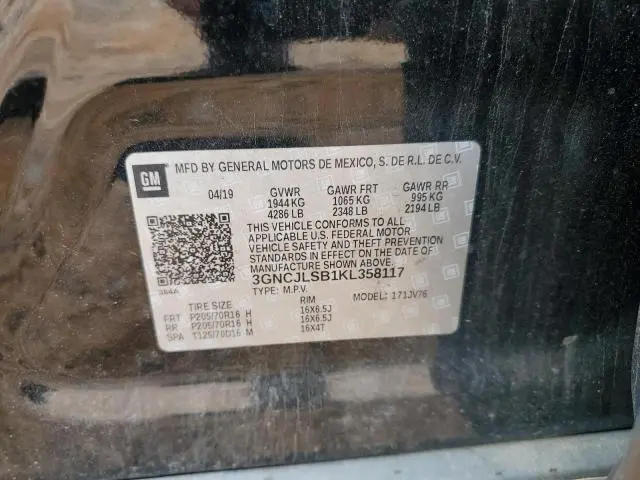 GM
MFD BY GENERAL MOTORS DE MEXICO, S. DE R.L. DE C.V.
04/19 GVWR GAWR FRT GAWR RR
1944 KG 1065 KG 995 KG
4286 LB 2348 LB 2194 LB
THIS VEHICLE CONFORMS TO ALL
APPLICABLE U.S. FEDERAL MOTOR
VEHICLE SAFETY AND THEFT PREVENTION
STANDARDS IN EFFECT ON THE DATE OF
MANUFACTURE SHOWN ABOVE.
3GNCJLSB1KL358117
TYPE: M.P.V. MODEL: 1T1JV76
TIRE SIZE RIM
FRT P205/70R16 H 16X6.5J
RR P205/70R16 H 16X6.5J
SPA T125/70D16 M 16X4T